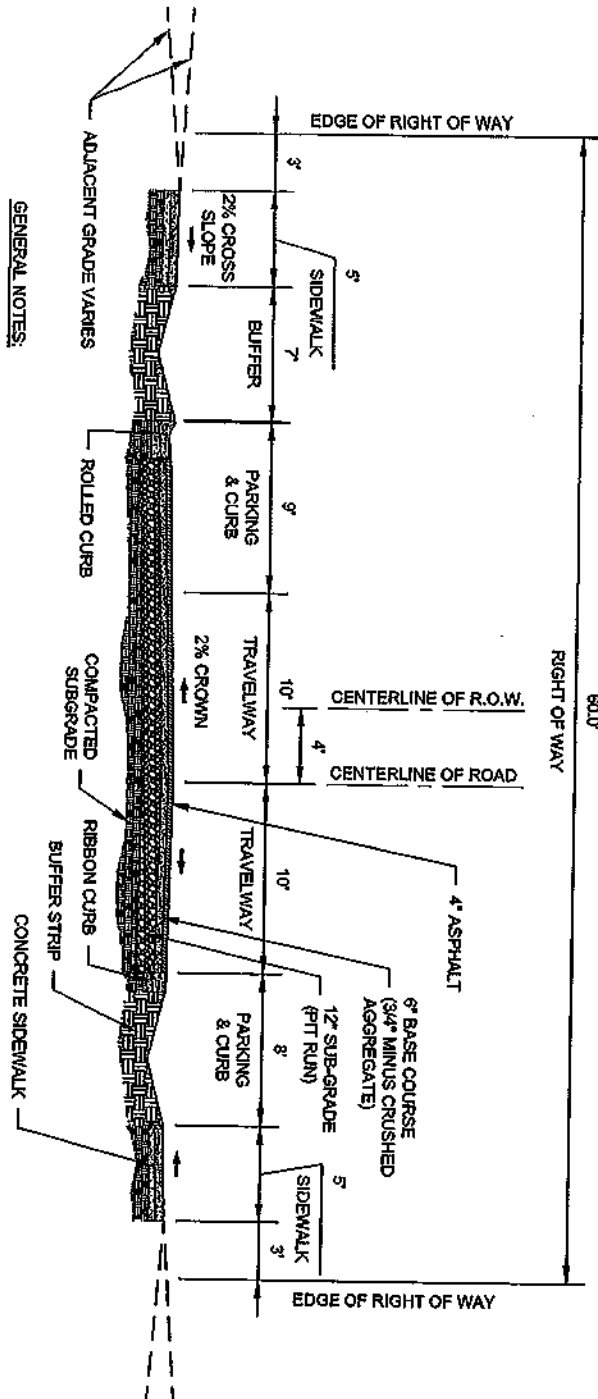 60.0'
RIGHT OF WAY
EDGE OF RIGHT OF WAY
CENTERLINE OF R.O.W.
4'
CENTERLINE OF ROAD
EDGE OF RIGHT OF WAY
4" ASPHALT
6" BASE COURSE
(3/4" MINUS CRUSHED
AGGREGATE)
12" SUB-GRADE
(PIT RUN)
3'
5'
SIDEWALK
7'
BUFFER
9'
PARKING
& CURB
10'
TRAVELWAY
10'
TRAVELWAY
8'
PARKING
& CURB
5'
SIDEWALK
3'
2% CROSS
SLOPE
2% CROWN
ADJACENT GRADE VARIES
ROLLED CURB
COMPACTED
SUBGRADE
RIBBON CURB
BUFFER STRIP
CONCRETE SIDEWALK
GENERAL NOTES: